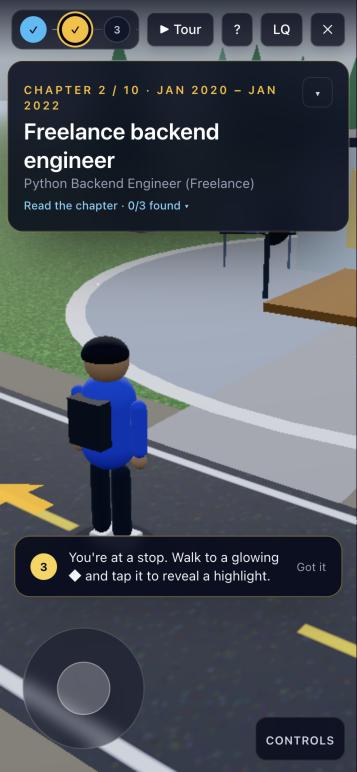 ✓ ✓ 3 ▶ Tour ? LQ ✕
CHAPTER 2 / 10 · JAN 2020 – JAN
2022
Freelance backend
engineer
Python Backend Engineer (Freelance)
Read the chapter · 0/3 found ▾
3 You're at a stop. Walk to a glowing
◆ and tap it to reveal a highlight. Got it
CONTROLS